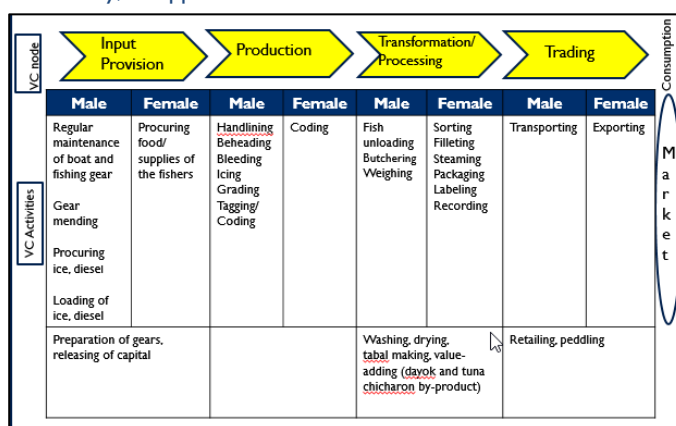 VC node
Input
Provision
Production
Transformation/
Processing
Trading
Consumption
Male
Female
Male
Female
Male
Female
Male
Female
VC Activities
Regular
maintenance
of boat and
fishing gear
Gear
mending
Procuring
ice, diesel
Loading of
ice, diesel
Procuring
food/
supplies of
the fishers
Handlining
Beheading
Bleeding
Icing
Grading
Tagging/
Coding
Coding
Fish
unloading
Butchering
Weighing
Sorting
Filleting
Steaming
Packaging
Labeling
Recording
Transporting
Exporting
Market
Preparation of gears,
releasing of capital
Washing, drying,
tabal making, value-
adding (dayok and tuna
chicharon by-product)
Retailing, peddling